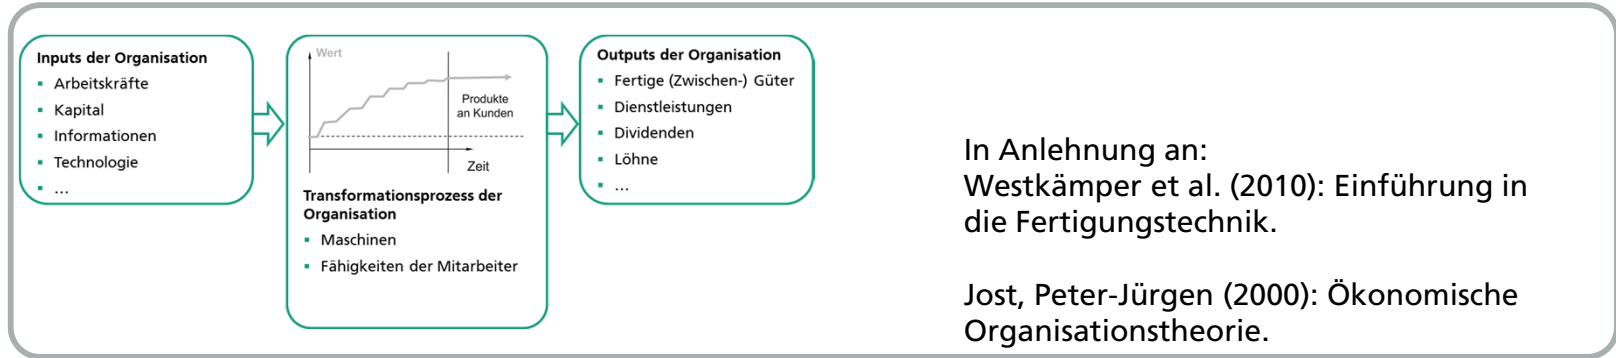 Inputs der Organisation
▪ Arbeitskräfte
▪ Kapital
▪ Informationen
▪ Technologie
▪ …
Wert
Produkte
an Kunden
Zeit
Transformationsprozess der
Organisation
▪ Maschinen
▪ Fähigkeiten der Mitarbeiter
Outputs der Organisation
▪ Fertige (Zwischen-) Güter
▪ Dienstleistungen
▪ Dividenden
▪ Löhne
▪ …
In Anlehnung an:
Westkämper et al. (2010): Einführung in
die Fertigungstechnik.
Jost, Peter-Jürgen (2000): Ökonomische
Organisationstheorie.